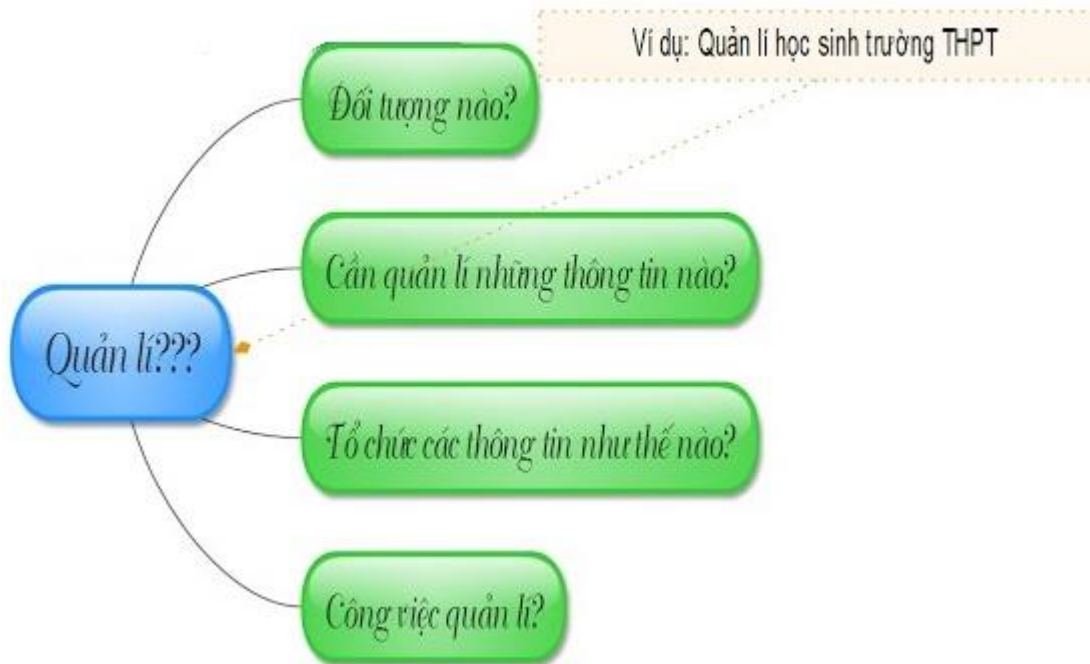 Ví dụ: Quản lí học sinh trường THPT
Đối tượng nào?
Cần quản lí những thông tin nào?
Quản lí???
Tổ chức các thông tin như thế nào?
Công việc quản lí?